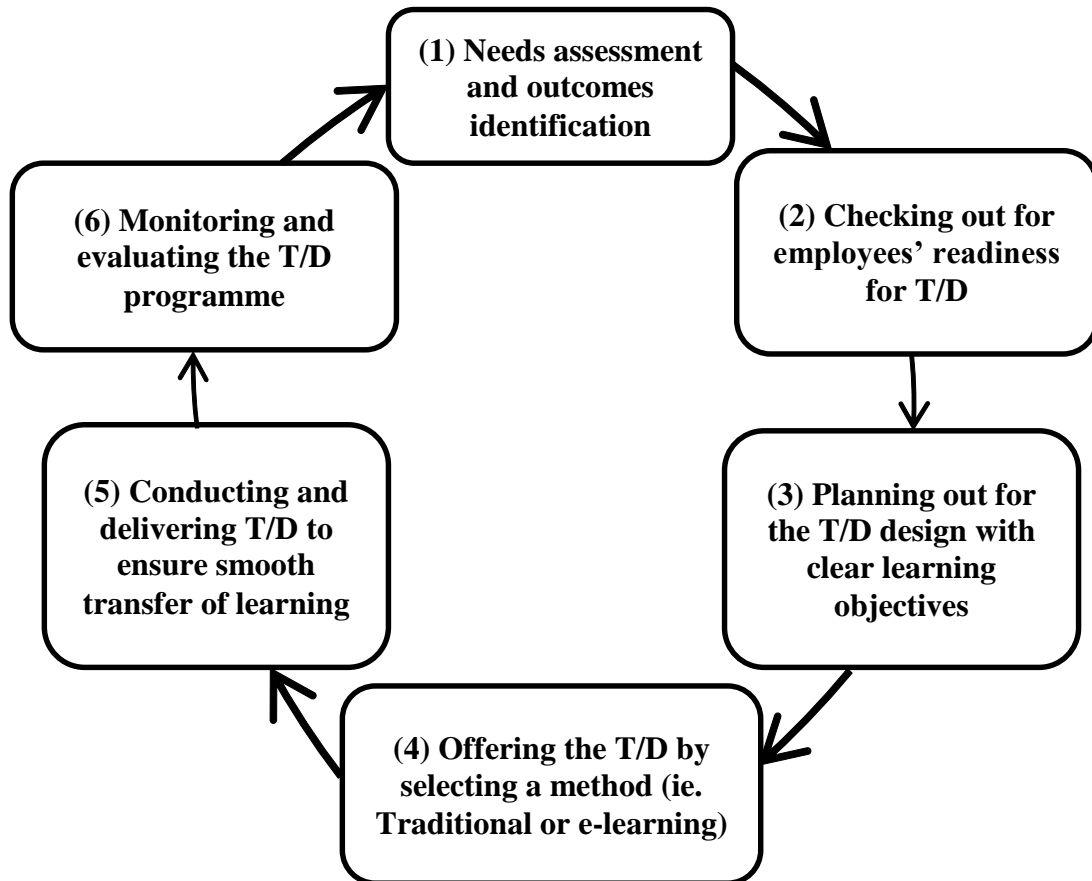 (1) Needs assessment
and outcomes
identification
(2) Checking out for
employees’ readiness
for T/D
(3) Planning out for
the T/D design with
clear learning
objectives
(4) Offering the T/D by
selecting a method (ie.
Traditional or e-learning)
(5) Conducting and
delivering T/D to
ensure smooth
transfer of learning
(6) Monitoring and
evaluating the T/D
programme